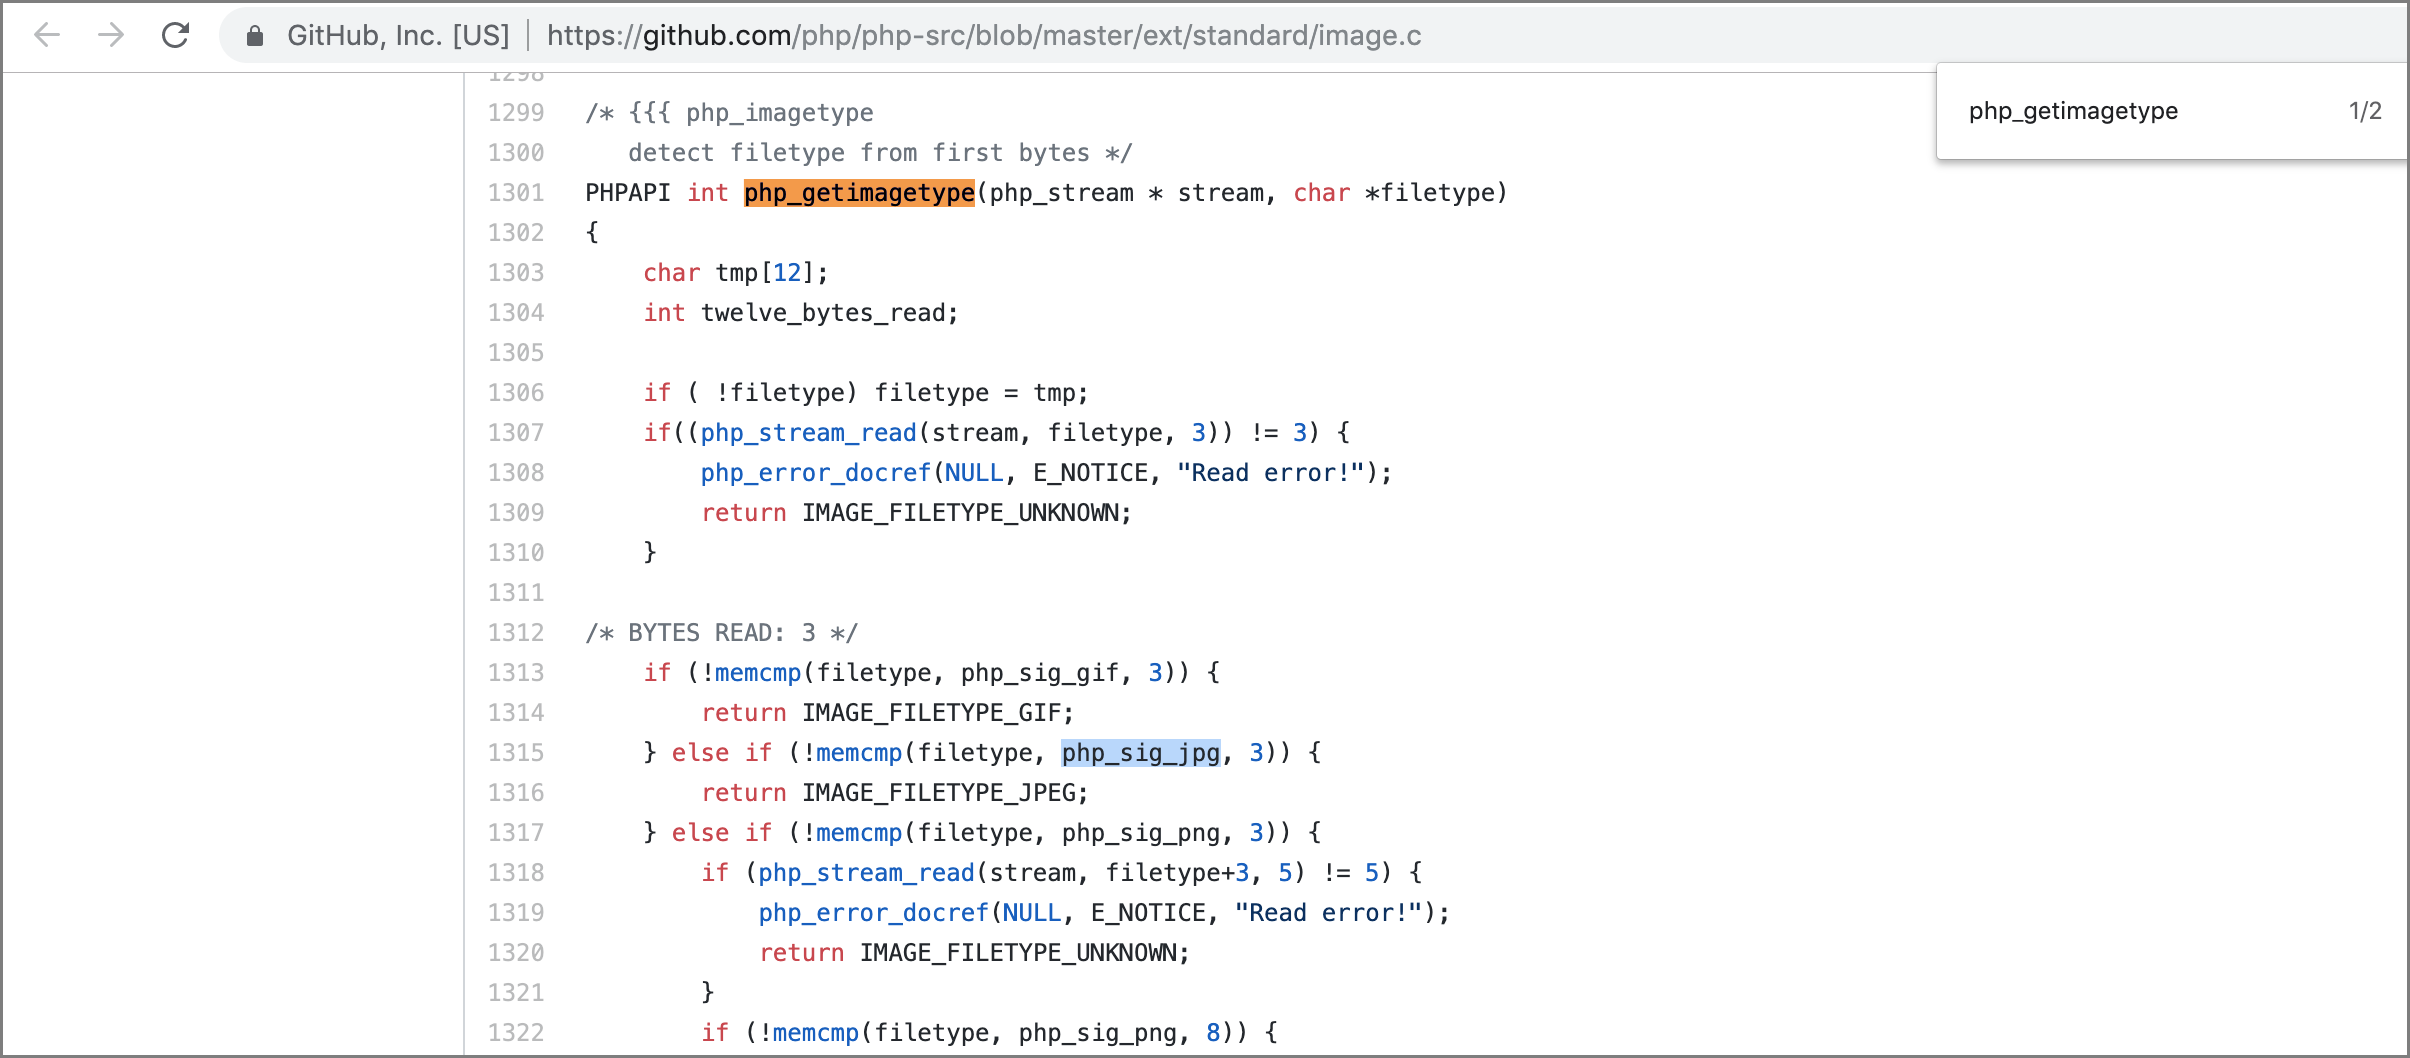 GitHub, Inc. [US] | https://github.com/php/php-src/blob/master/ext/standard/image.c
php_getimagetype 1/2
1298
1299 /* {{{ php_imagetype
1300    detect filetype from first bytes */
1301 PHPAPI int php_getimagetype(php_stream * stream, char *filetype)
1302 {
1303     char tmp[12];
1304     int twelve_bytes_read;
1305
1306     if ( !filetype) filetype = tmp;
1307     if((php_stream_read(stream, filetype, 3)) != 3) {
1308         php_error_docref(NULL, E_NOTICE, "Read error!");
1309         return IMAGE_FILETYPE_UNKNOWN;
1310     }
1311
1312 /* BYTES READ: 3 */
1313     if (!memcmp(filetype, php_sig_gif, 3)) {
1314         return IMAGE_FILETYPE_GIF;
1315     } else if (!memcmp(filetype, php_sig_jpg, 3)) {
1316         return IMAGE_FILETYPE_JPEG;
1317     } else if (!memcmp(filetype, php_sig_png, 3)) {
1318         if (php_stream_read(stream, filetype+3, 5) != 5) {
1319             php_error_docref(NULL, E_NOTICE, "Read error!");
1320             return IMAGE_FILETYPE_UNKNOWN;
1321         }
1322         if (!memcmp(filetype, php_sig_png, 8)) {